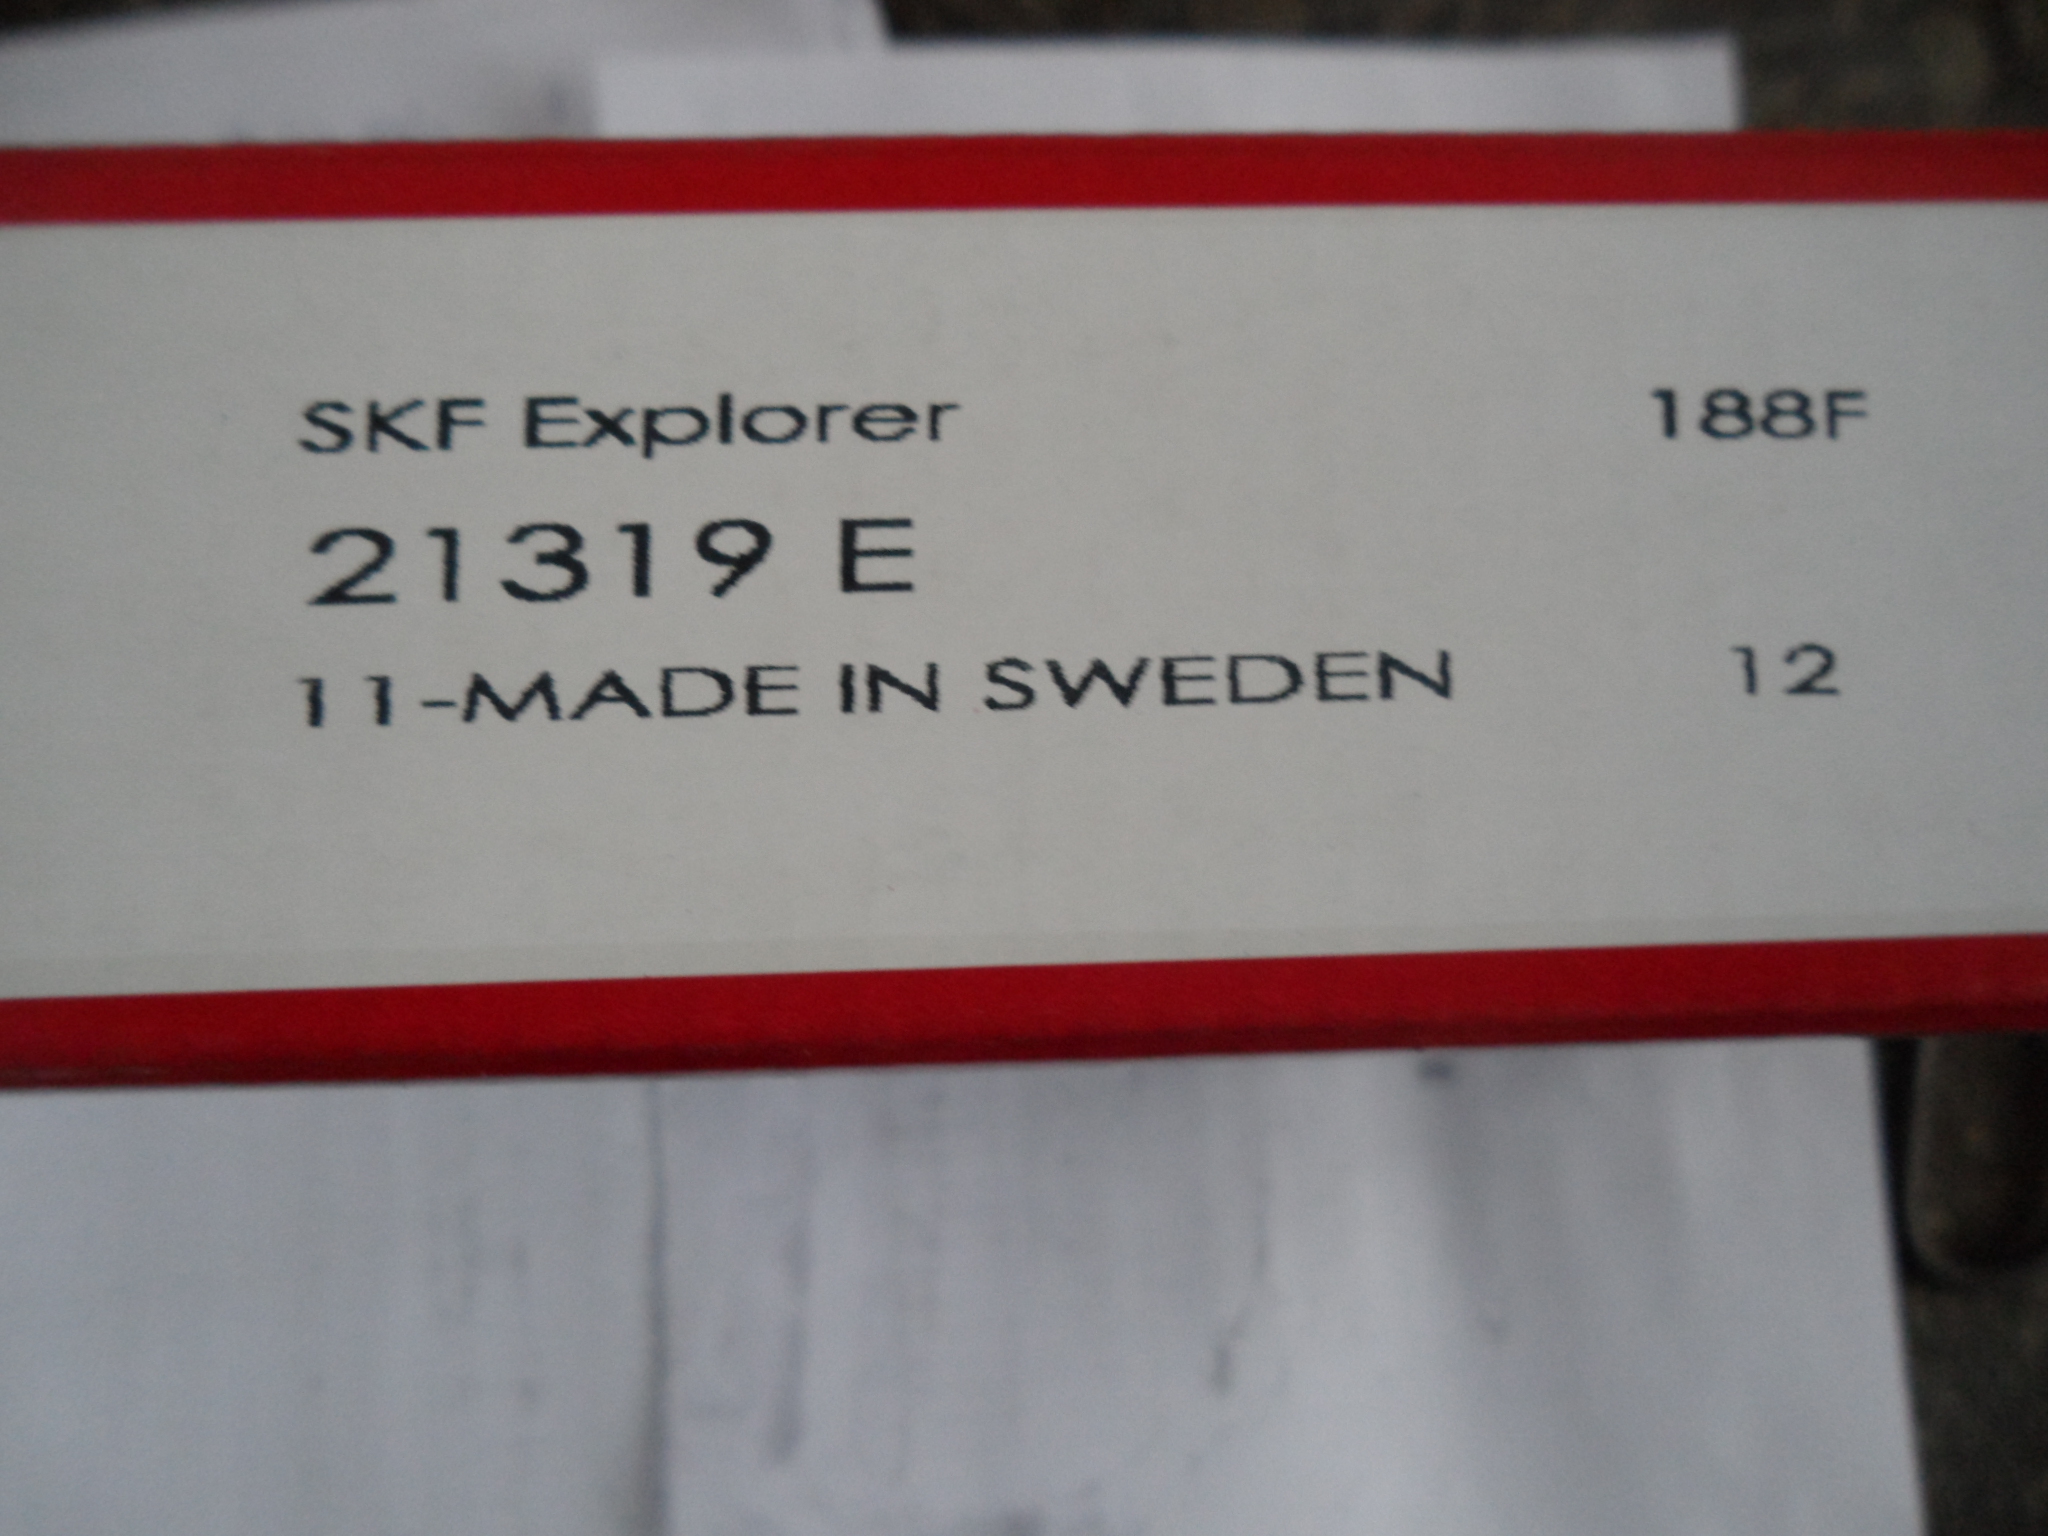 SKF Explorer 188F
21319 E
11-MADE IN SWEDEN 12